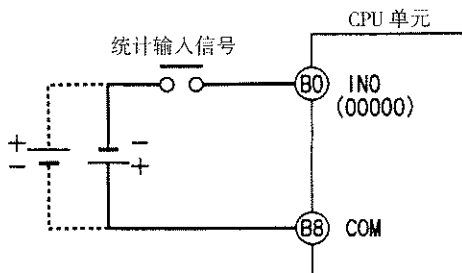 CPU 单元
统计输入信号
B0 IN0
(00000)
+ -
- +
B8 COM